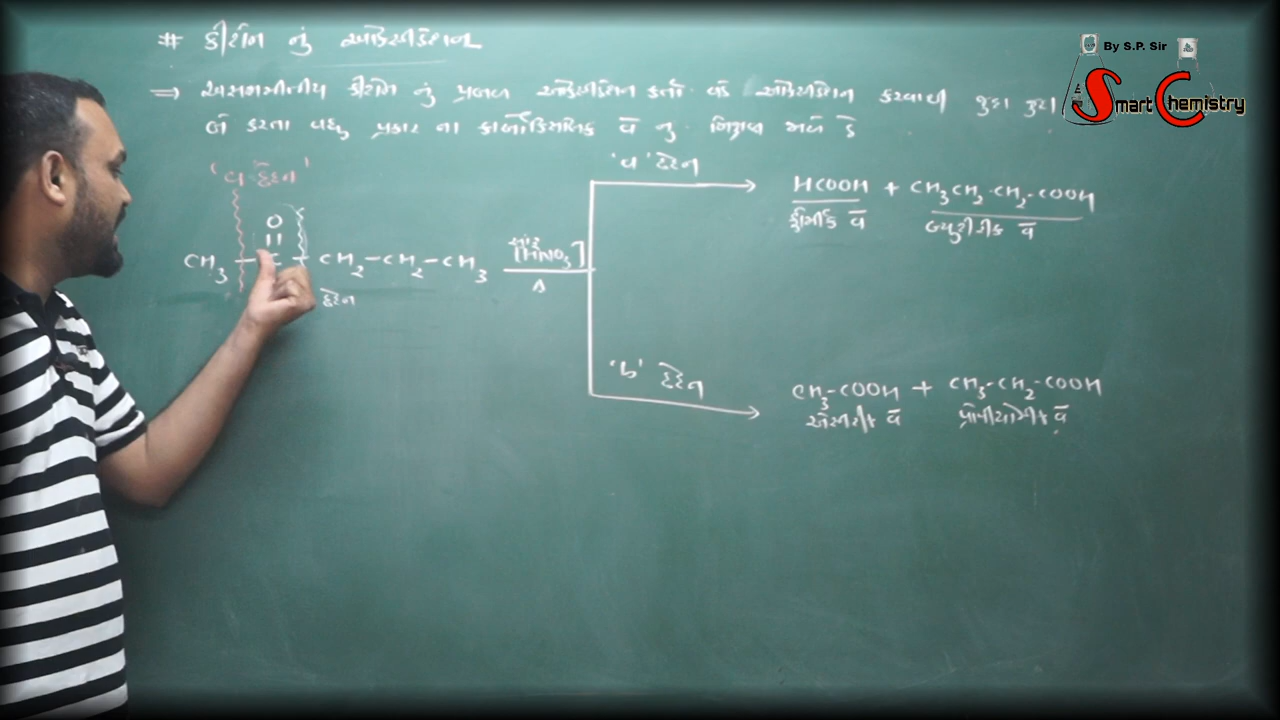 # કીટોન નું ઓક્સિડેશન
⇒ અસમમિતીય કીટોન નું પ્રબળ ઓક્સિડેશન કર્તા વડે ઓક્સિડેશન કરવાથી જુદા જુદા
બે કરતા વધુ પ્રકાર ના કાર્બોક્સિલિક એ. નું મિશ્રણ મળે છે
'a' છેદન
O
||
CH₃ – C – CH₂–CH₂–CH₃
છેદન
સાંદ્ર
[HNO₃]
Δ
'a' છેદન
HCOOH + CH₃CH₂-CH₂-COOH
ફોર્મિક એ. બ્યુટીરીક એ.
'b' છેદન
CH₃-COOH + CH₃-CH₂-COOH
એસીટીક એ. પ્રોપીયોનીક એ.
By S.P. Sir
Smart Chemistry